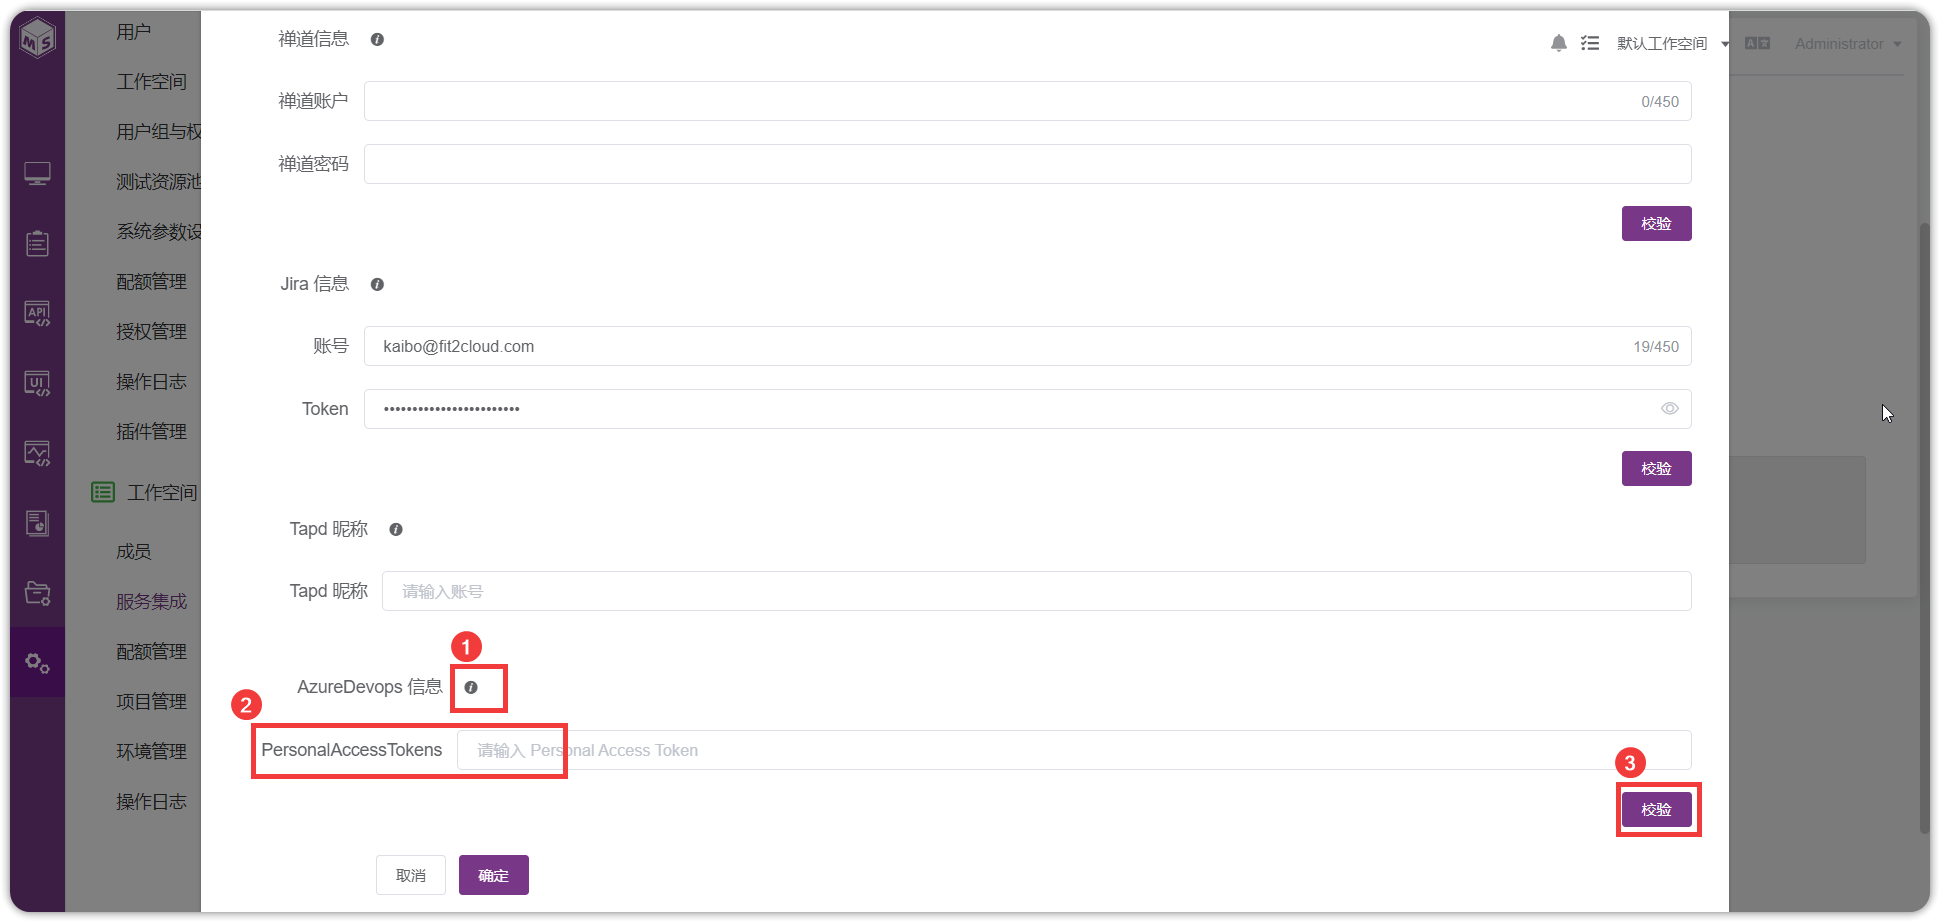 MS
用户
工作空间
用户组与权
测试资源池
系统参数设
配额管理
授权管理
操作日志
插件管理
工作空间
成员
服务集成
配额管理
项目管理
环境管理
操作日志
API
UI
默认工作空间
Administrator
禅道信息
禅道账户
0/450
禅道密码
校验
Jira 信息
账号 kaibo@fit2cloud.com 19/450
Token ••••••••••••••••••••••••
校验
Tapd 昵称
Tapd 昵称 请输入账号
1
AzureDevops 信息
2
PersonalAccessTokens 请输入 Personal Access Token
3
校验
取消 确定